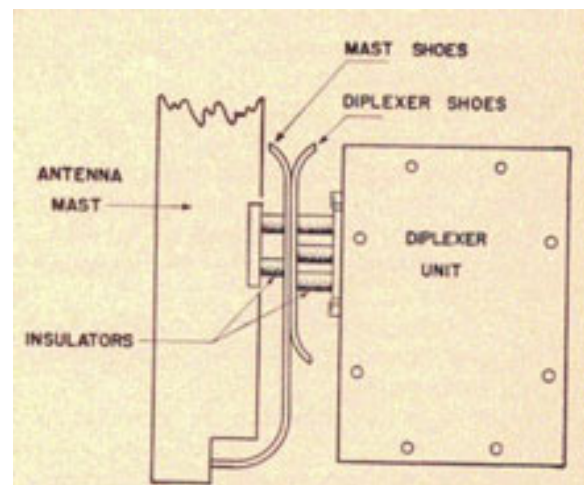 MAST SHOES
DIPLEXER SHOES
ANTENNA
MAST
DIPLEXER
UNIT
INSULATORS